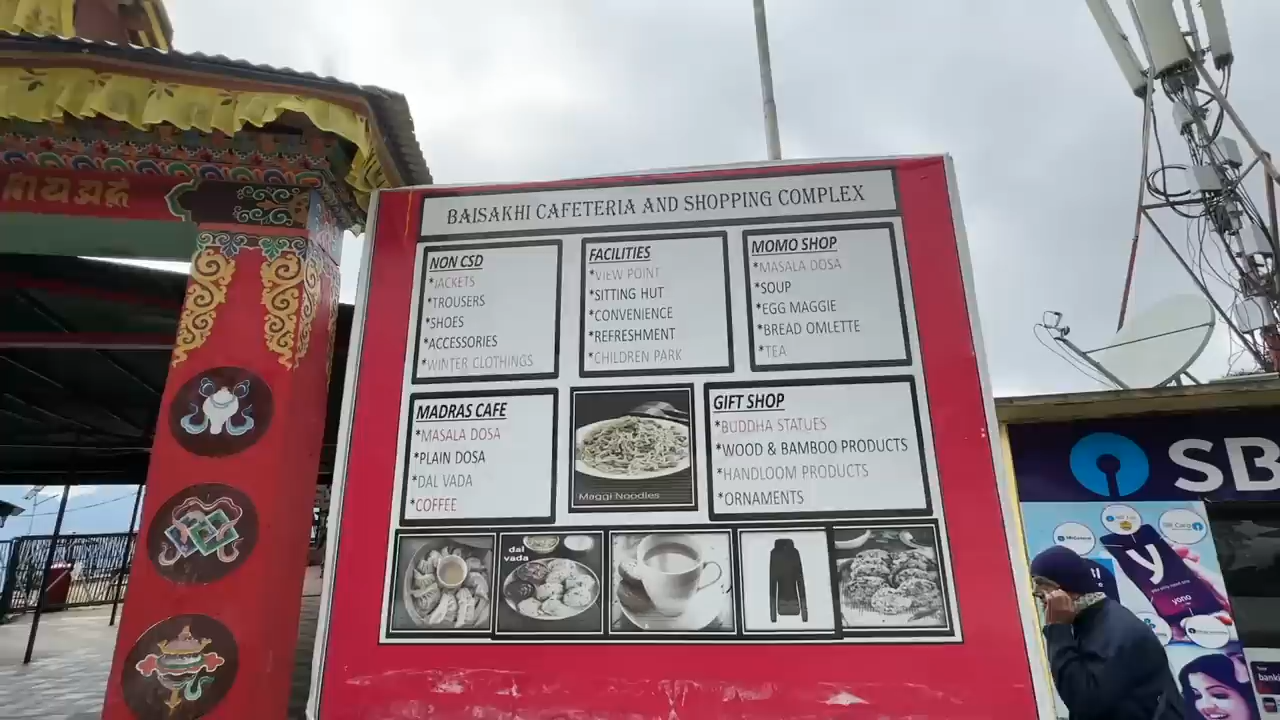 BAISAKHI CAFETERIA AND SHOPPING COMPLEX
NON CSD
*JACKETS
*TROUSERS
*SHOES
*ACCESSORIES
*WINTER CLOTHINGS
FACILITIES
*VIEW POINT
*SITTING HUT
*CONVENIENCE
*REFRESHMENT
*CHILDREN PARK
MOMO SHOP
*MASALA DOSA
*SOUP
*EGG MAGGIE
*BREAD OMLETTE
*TEA
MADRAS CAFE
*MASALA DOSA
*PLAIN DOSA
*DAL VADA
*COFFEE
Maggi Noodles
GIFT SHOP
*BUDDHA STATUES
*WOOD & BAMBOO PRODUCTS
*HANDLOOM PRODUCTS
*ORNAMENTS
dal
vada
SB
y
yono